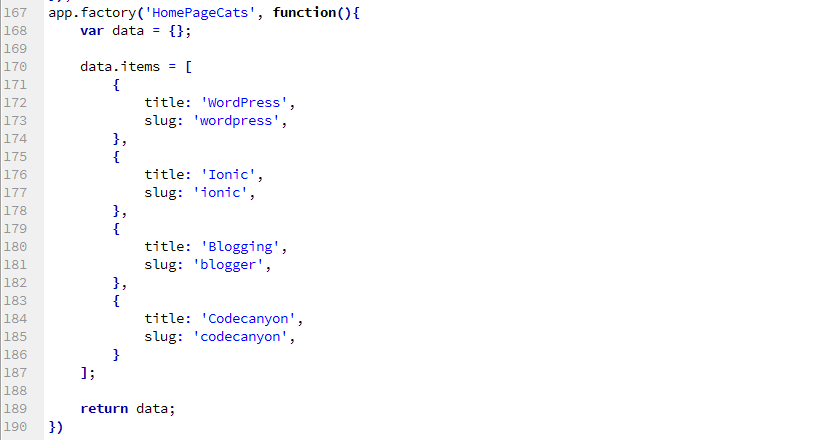 167 app.factory('HomePageCats', function(){
168     var data = {};
169
170     data.items = [
171         {
172             title: 'WordPress',
173             slug: 'wordpress',
174         },
175         {
176             title: 'Ionic',
177             slug: 'ionic',
178         },
179         {
180             title: 'Blogging',
181             slug: 'blogger',
182         },
183         {
184             title: 'Codecanyon',
185             slug: 'codecanyon',
186         }
187     ];
188
189     return data;
190 })